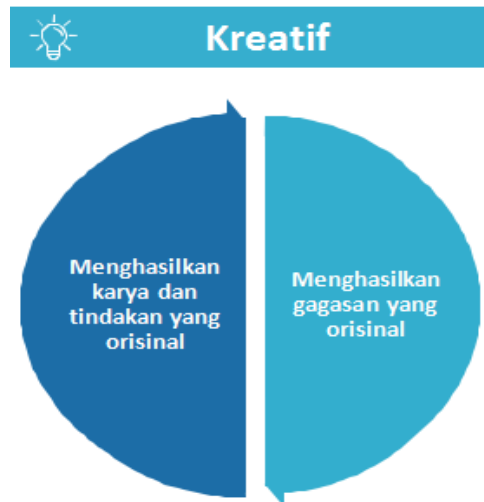 Kreatif
Menghasilkan
karya dan
tindakan yang
orisinal
Menghasilkan
gagasan yang
orisinal